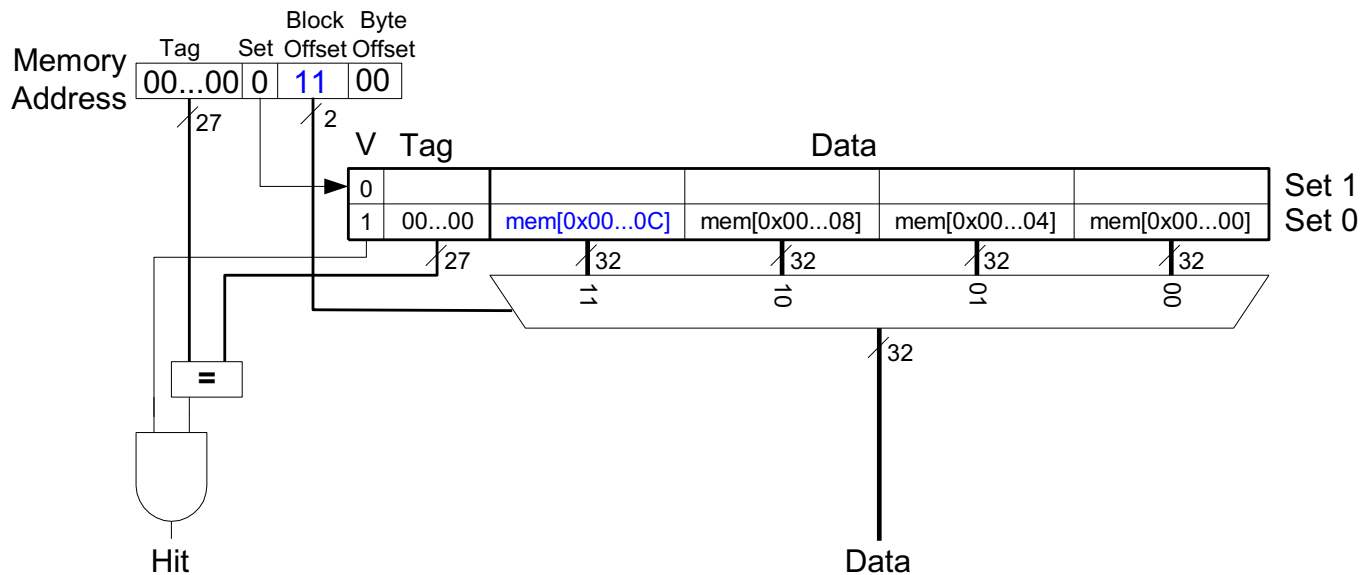 Block Byte
Tag Set Offset Offset
Memory Address 00...00 0 11 00
27 2
V Tag Data
0 Set 1
1 00...00 mem[0x00...0C] mem[0x00...08] mem[0x00...04] mem[0x00...00] Set 0
27 32 32 32 32
11 10 01 00
32
=
Hit Data